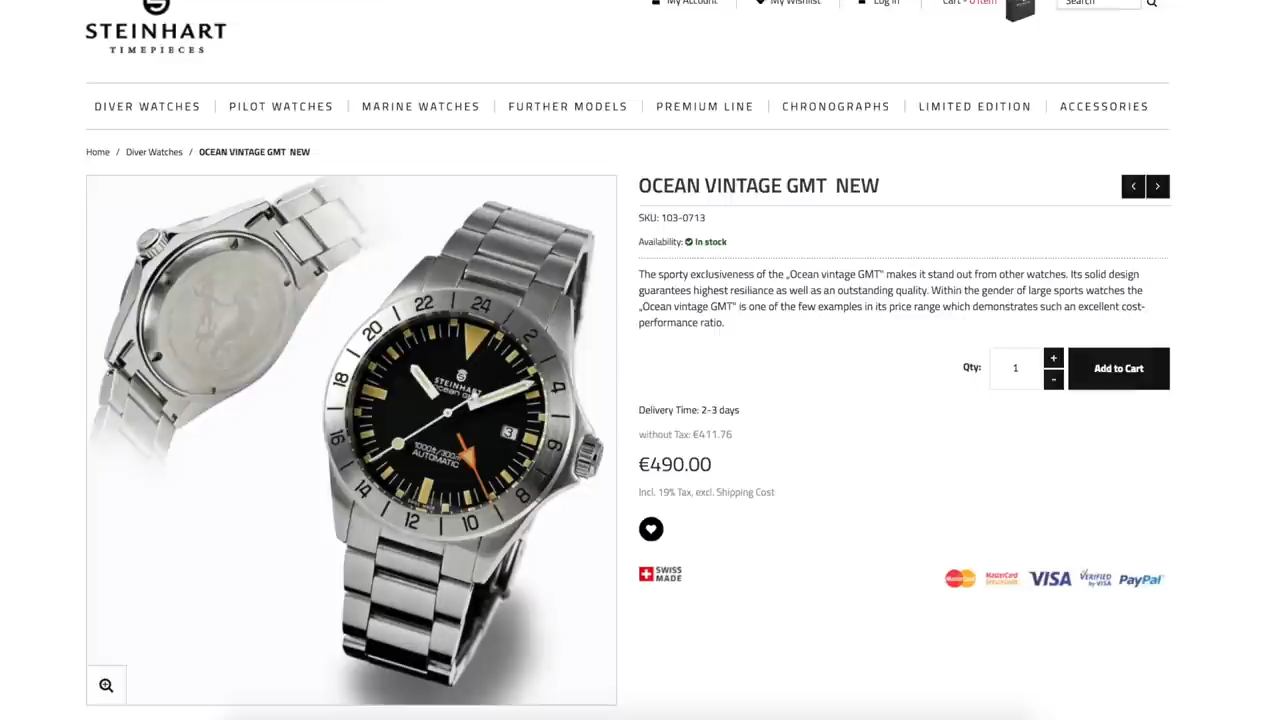 My Account
My Wishlist
Log In
Cart - 0 item
Search
STEINHART
TIMEPIECES
DIVER WATCHES
PILOT WATCHES
MARINE WATCHES
FURTHER MODELS
PREMIUM LINE
CHRONOGRAPHS
LIMITED EDITION
ACCESSORIES
Home / Diver Watches / OCEAN VINTAGE GMT NEW
22
24
2
4
6
8
10
12
14
16
18
20
STEINHART
3
1000ft/300m
AUTOMATIC
OCEAN VINTAGE GMT NEW
SKU: 103-0713
Availability: In stock
The sporty exclusiveness of the „Ocean vintage GMT" makes it stand out from other watches. Its solid design
guarantees highest resiliance as well as an outstanding quality. Within the gender of large sports watches the
„Ocean vintage GMT" is one of the few examples in its price range which demonstrates such an excellent cost-
performance ratio.
Qty: 1 + - Add to Cart
Delivery Time: 2-3 days
without Tax: €411.76
€490.00
Incl. 19% Tax, excl. Shipping Cost
SWISS
MADE
MasterCard
MasterCard
SecureCode
VISA
VERIFIED
by VISA
PayPal